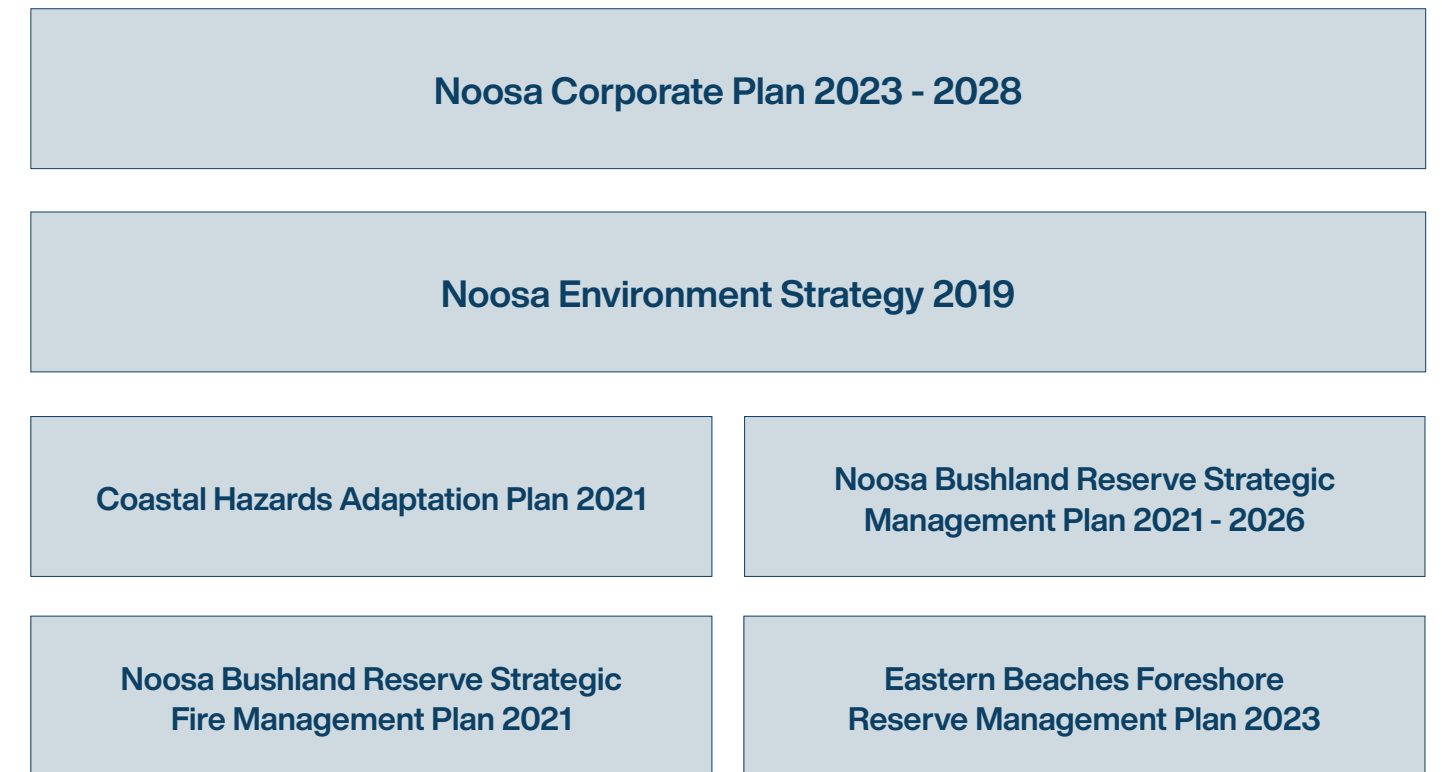 Noosa Corporate Plan 2023 - 2028
Noosa Environment Strategy 2019
Coastal Hazards Adaptation Plan 2021
Noosa Bushland Reserve Strategic
Management Plan 2021 - 2026
Noosa Bushland Reserve Strategic
Fire Management Plan 2021
Eastern Beaches Foreshore
Reserve Management Plan 2023